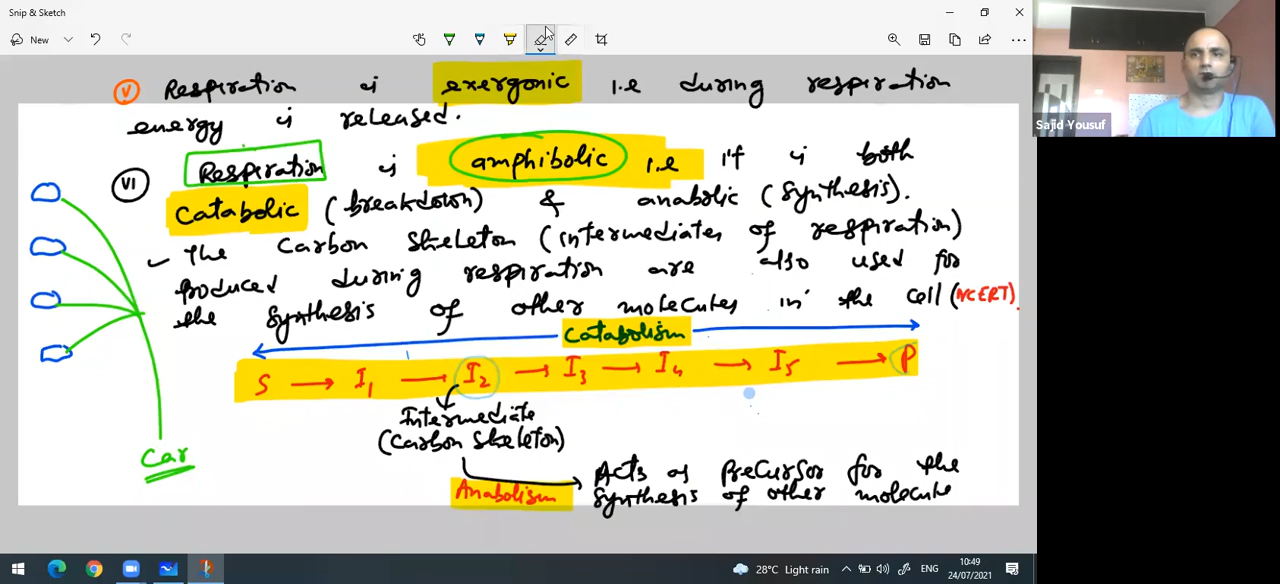 Snip & Sketch
New
Sajid Yousuf
V Respiration is exergonic i.e during respiration
energy is released.
VI Respiration is amphibolic i.e it is both
Catabolic (breakdown) & anabolic (synthesis).
The Carbon Skeleton (intermediates of respiration)
Produced during respiration are also used for
the synthesis of other molecules in the cell (NCERT)
Catabolism
S → I1 → I2 → I3 → I4 → I5 → P
Intermediate
(Carbon skeleton)
Car
Anabolism
Acts as Precursor for the
Synthesis of other molecule
28°C Light rain
ENG
10:49
24/07/2021